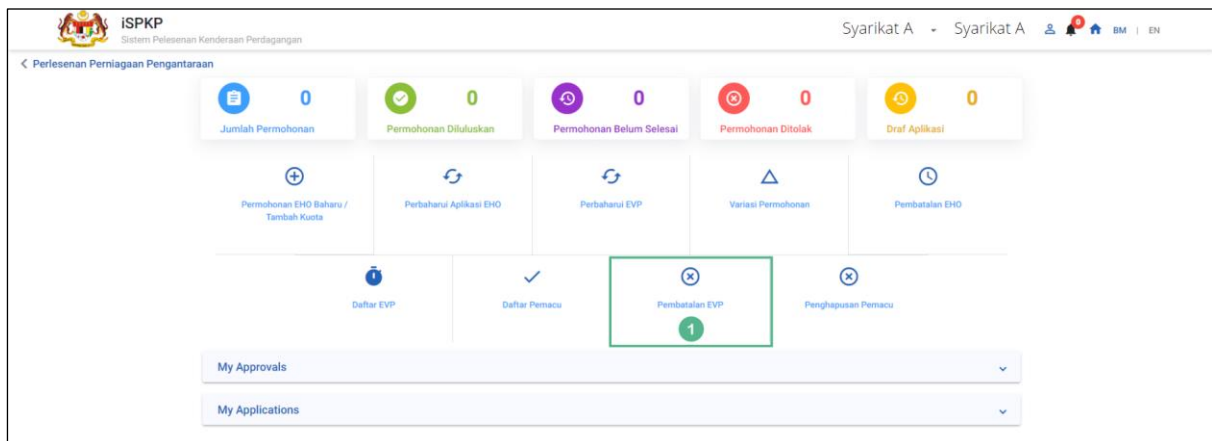 iSPKP
Sistem Pelesenan Kenderaan Perdagangan
Syarikat A Syarikat A 0 BM | EN
Perlesenan Perniagaan Pengantaraan
0 0 0 0 0
Jumlah Permohonan Permohonan Diluluskan Permohonan Belum Selesai Permohonan Ditolak Draf Aplikasi
Permohonan EHO Baharu / Perbaharui Aplikasi EHO Perbaharui EVP Variasi Permohonan Pembatalan EHO
Tambah Kuota
Daftar EVP Daftar Pemacu Pembatalan EVP Penghapusan Pemacu
1
My Approvals
My Applications